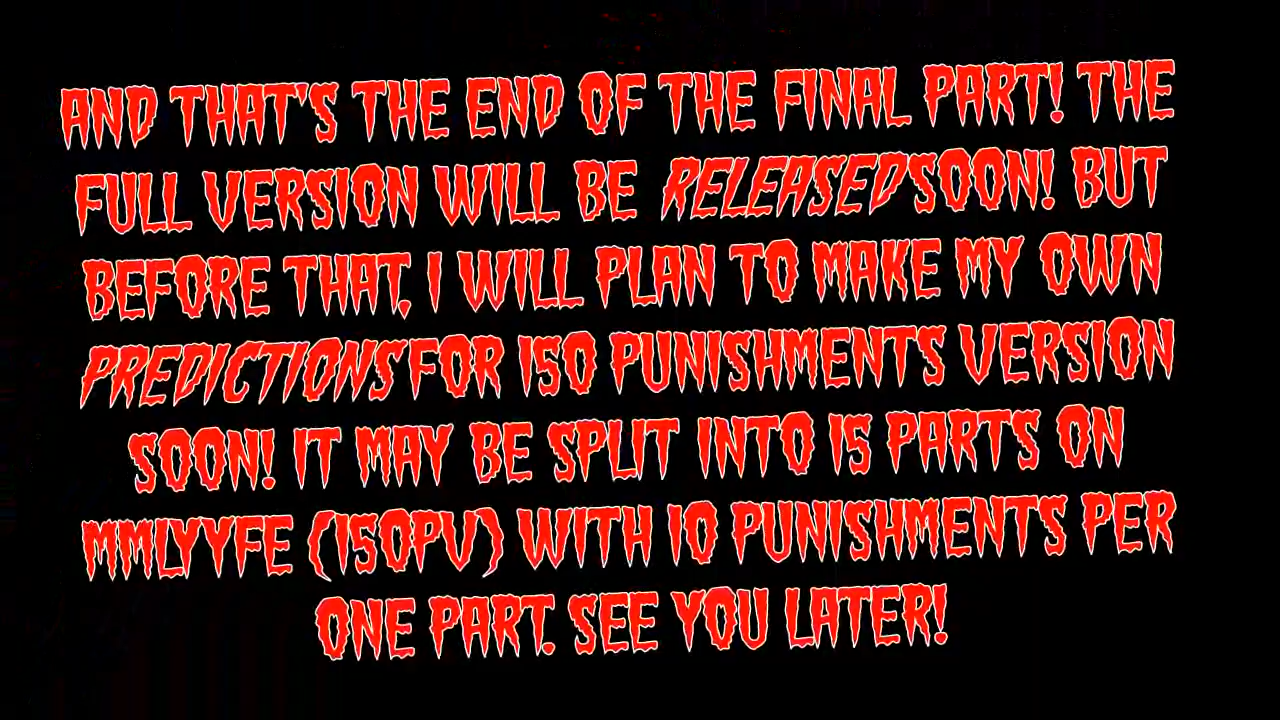 AND THAT'S THE END OF THE FINAL PART! THE
FULL VERSION WILL BE RELEASED SOON! BUT
BEFORE THAT, I WILL PLAN TO MAKE MY OWN
PREDICTIONS FOR 150 PUNISHMENTS VERSION
SOON! IT MAY BE SPLIT INTO 15 PARTS ON
MMLYYFE (150PV) WITH 10 PUNISHMENTS PER
ONE PART. SEE YOU LATER!